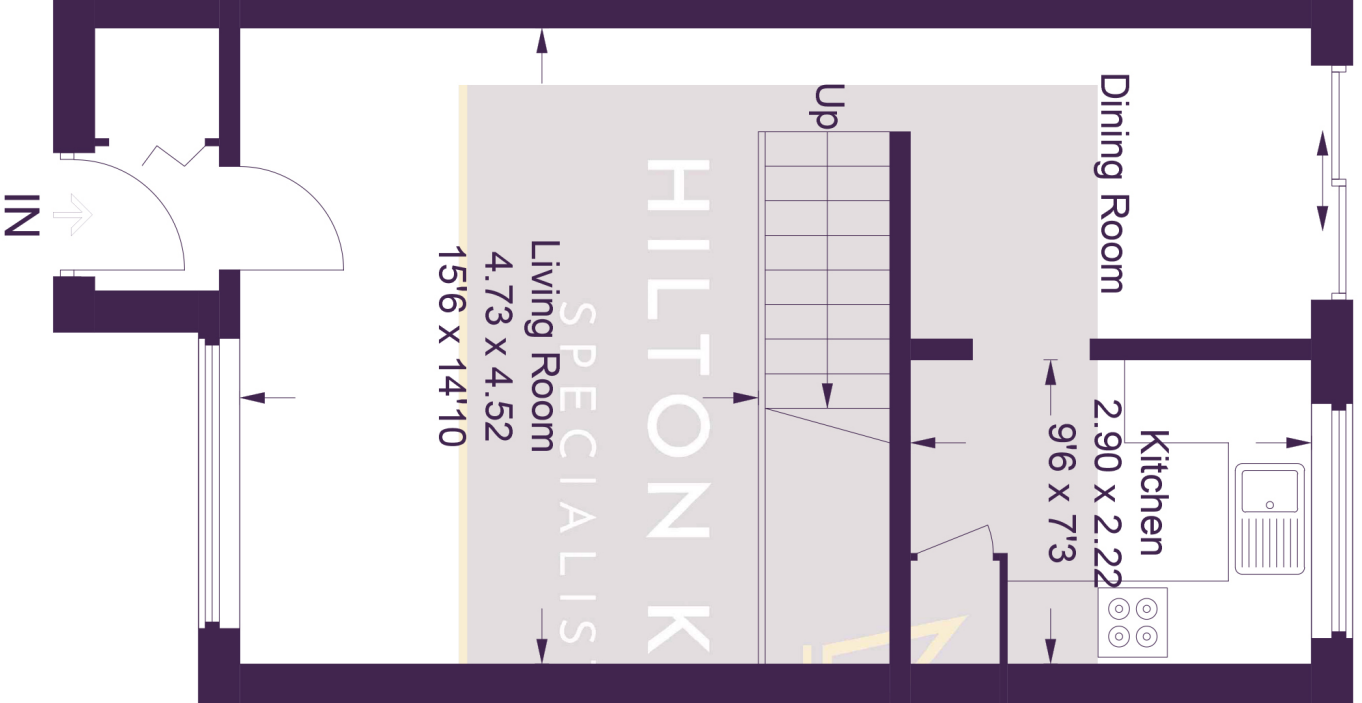 Dining Room
Kitchen
2.90 x 2.22
9'6 x 7'3
Up
Living Room
4.73 x 4.52
15'6 x 14'10
IN
HILTON K
SPECIALIS